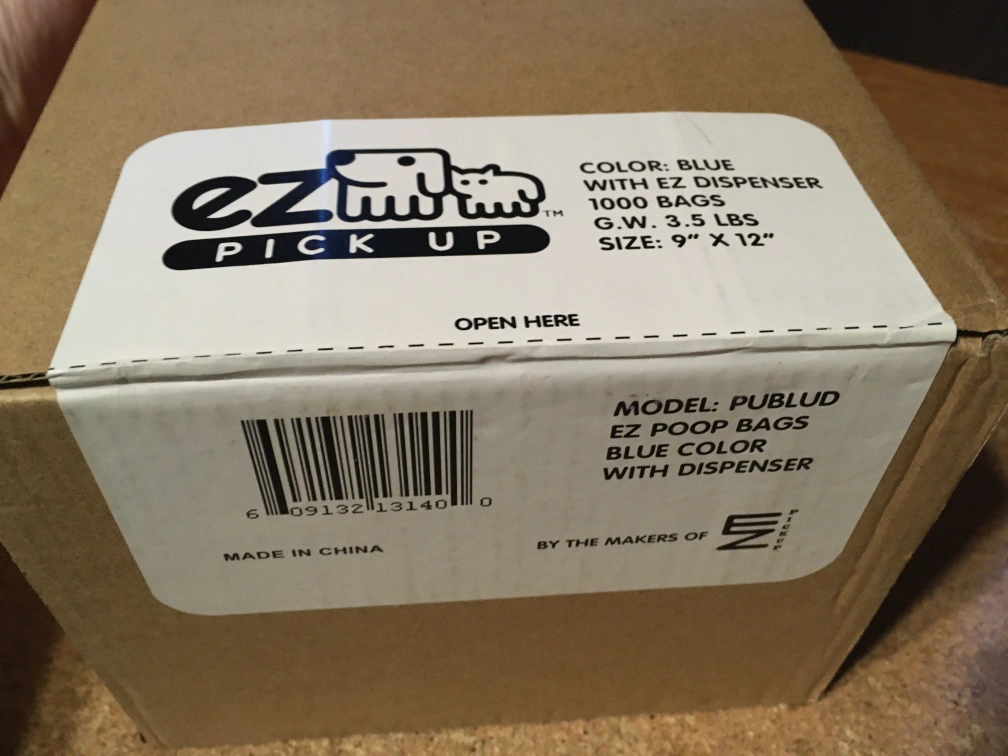 ez
PICK UP
TM
COLOR: BLUE
WITH EZ DISPENSER
1000 BAGS
G.W. 3.5 LBS
SIZE: 9" X 12"
OPEN HERE
MODEL: PUBLUD
EZ POOP BAGS
BLUE COLOR
WITH DISPENSER
6 09132 13140 0
MADE IN CHINA
BY THE MAKERS OF EZ PICKUP